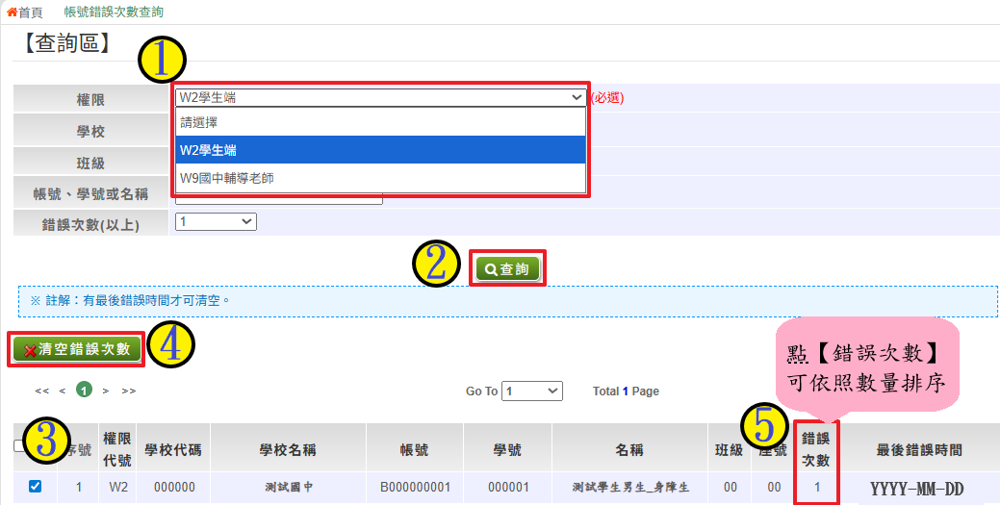 首頁 帳號錯誤次數查詢
【查詢區】
1
權限 W2學生端 (必選)
請選擇
學校
W2學生端
班級
W9國中輔導老師
帳號、學號或名稱
錯誤次數(以上) 1
2 查詢
※ 註解：有最後錯誤時間才可清空。
清空錯誤次數 4
點【錯誤次數】
可依照數量排序
<< < 1 > >> Go To 1 Total 1 Page
3 5
序號 權限代號 學校代碼 學校名稱 帳號 學號 名稱 班級 座號 錯誤次數 最後錯誤時間
1 W2 000000 測試國中 B000000001 000001 測試學生男生_身障生 00 00 1 YYYY-MM-DD